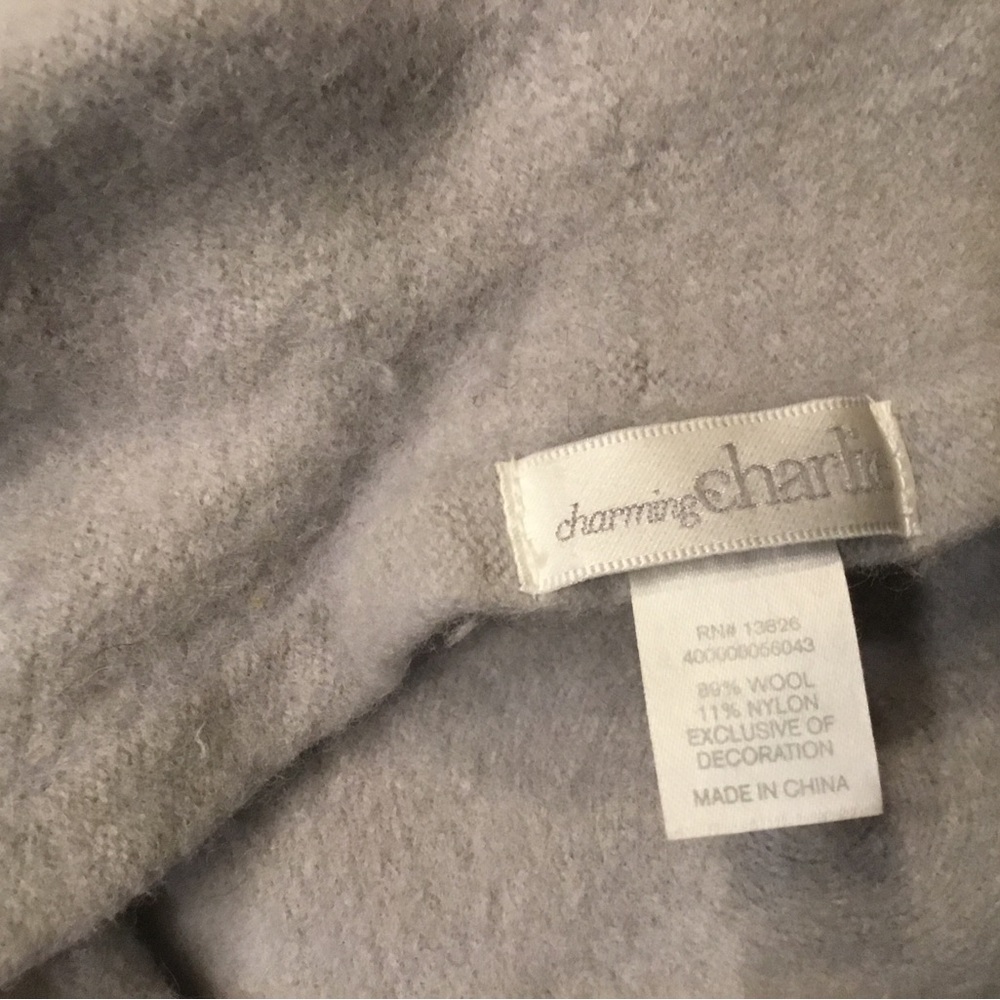 charming charlie
RN# 13826
400000056043
89% WOOL
11% NYLON
EXCLUSIVE OF
DECORATION
MADE IN CHINA